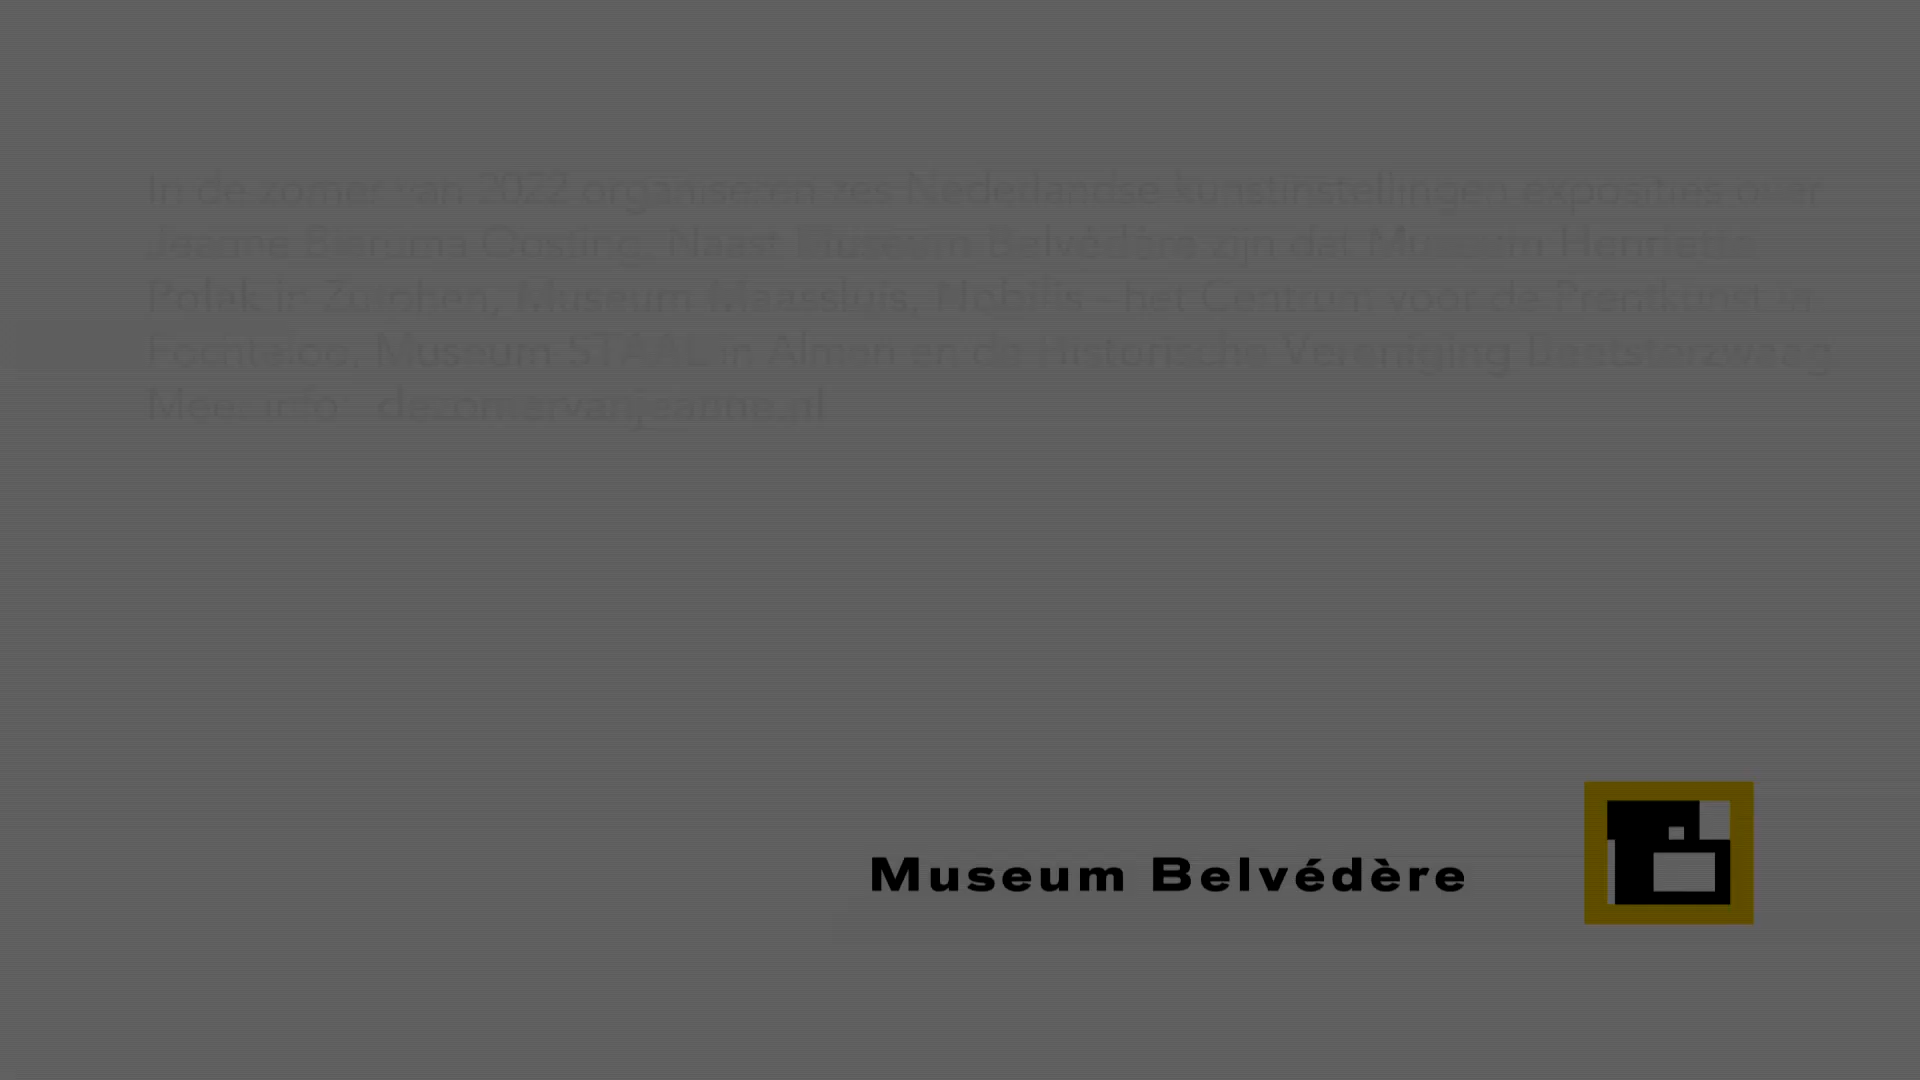 In de zomer van 2022 organiseren zes Nederlandse kunstinstellingen exposities over
Jeanne Bieruma Oosting. Naast Museum Belvédère zijn dat Museum Henriette
Polak in Zutphen, Museum Maassluis, Nobilis - het Centrum voor de Prentkunst in
Fochteloo, Museum STAAL in Almen en de Historische Vereniging Beetsterzwaag
Meer info: dezomervanjeanne.nl
Museum Belvédère